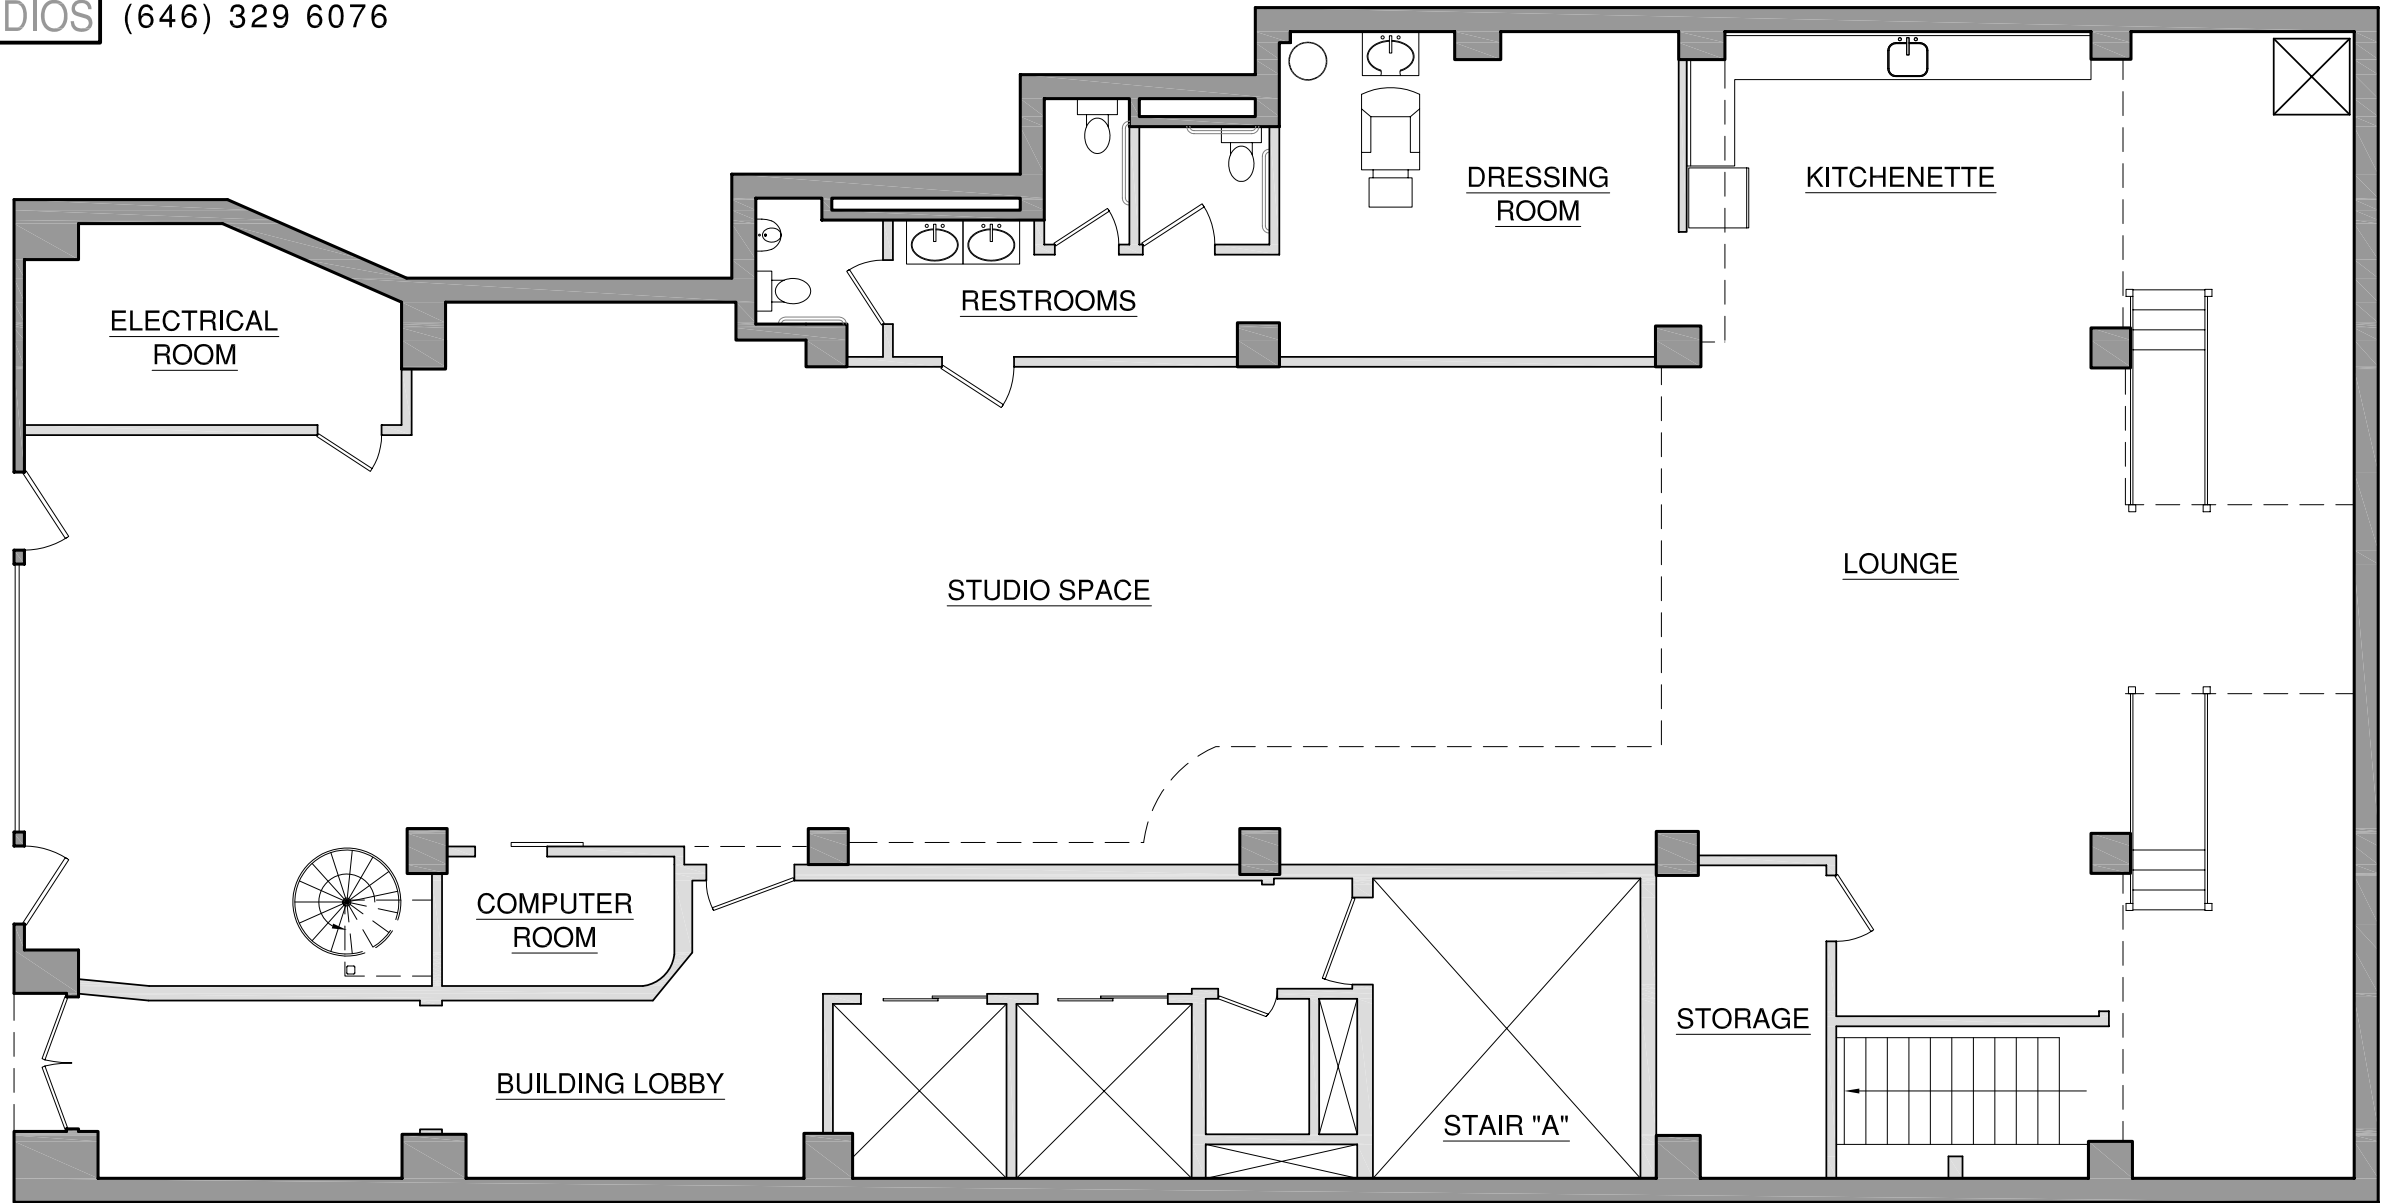 DIOS (646) 329 6076
DRESSING
ROOM
KITCHENETTE
RESTROOMS
ELECTRICAL
ROOM
LOUNGE
STUDIO SPACE
COMPUTER
ROOM
STORAGE
BUILDING LOBBY
STAIR "A"